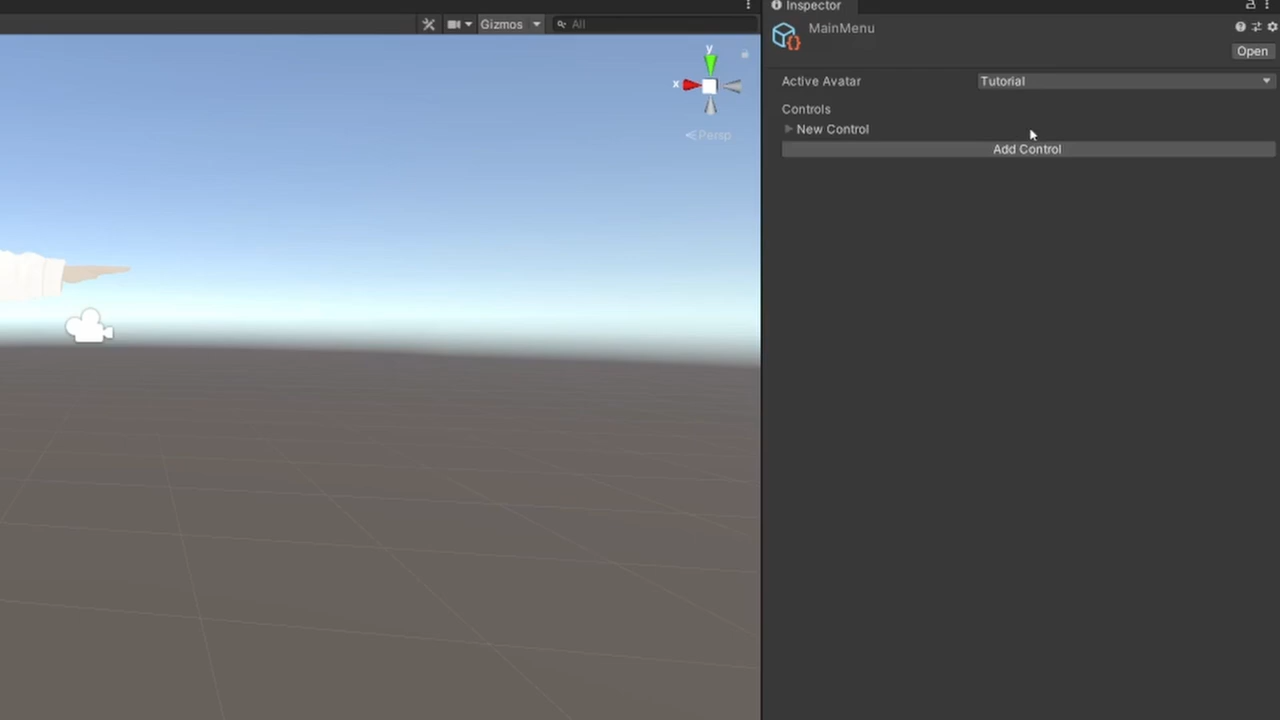 Inspector
Gizmos
All
MainMenu
Open
Active Avatar
Tutorial
Controls
New Control
Add Control
y
x
Persp